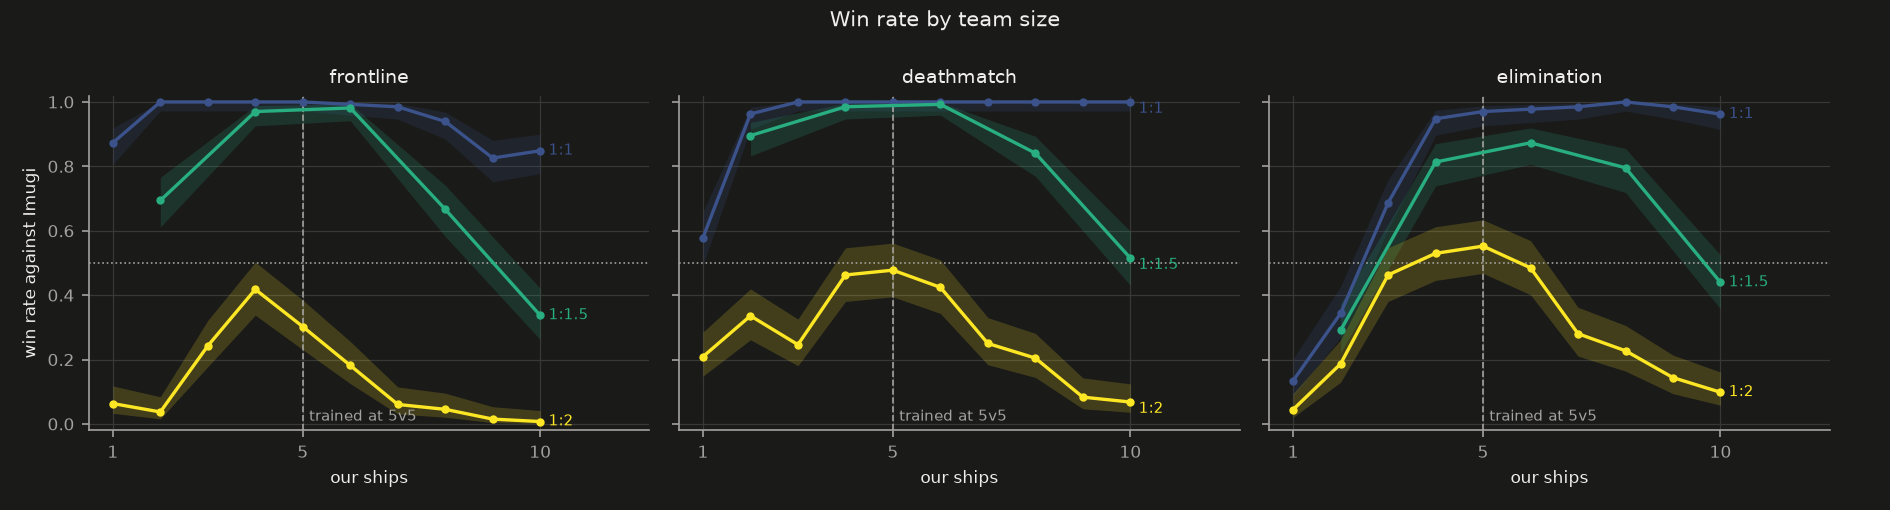 Win rate by team size
frontline
deathmatch
elimination
win rate against Imugi
1.0
0.8
0.6
0.4
0.2
0.0
1:1
1:1.5
1:2
trained at 5v5
1
5
10
our ships
1:1
1:1.5
1:2
trained at 5v5
1
5
10
our ships
1:1
1:1.5
1:2
trained at 5v5
1
5
10
our ships